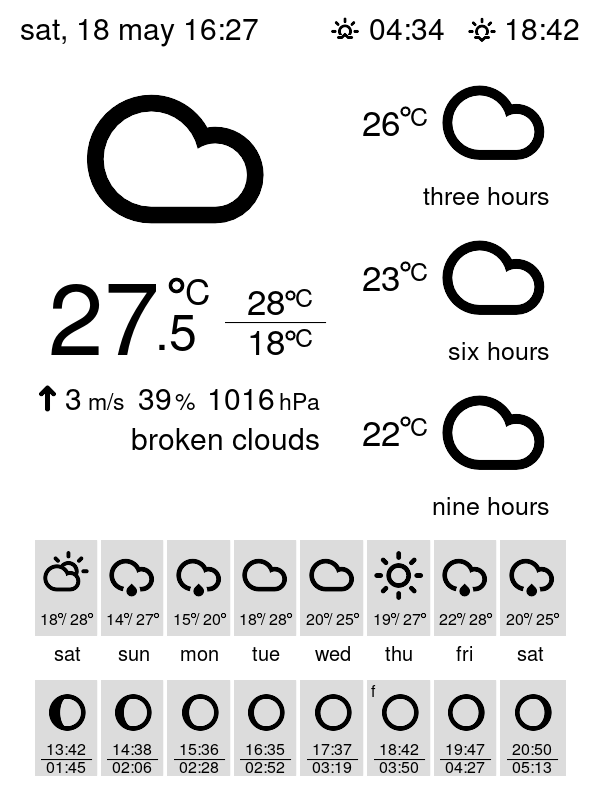 sat, 18 may 16:27 04:34 18:42
26°C
three hours
27.5°C
28°C
18°C
23°C
six hours
3 m/s 39% 1016 hPa
broken clouds
22°C
nine hours
18°/28° 14°/27° 15°/20° 18°/28° 20°/25° 19°/27° 22°/28° 20°/25°
sat sun mon tue wed thu fri sat
f
13:42 14:38 15:36 16:35 17:37 18:42 19:47 20:50
01:45 02:06 02:28 02:52 03:19 03:50 04:27 05:13